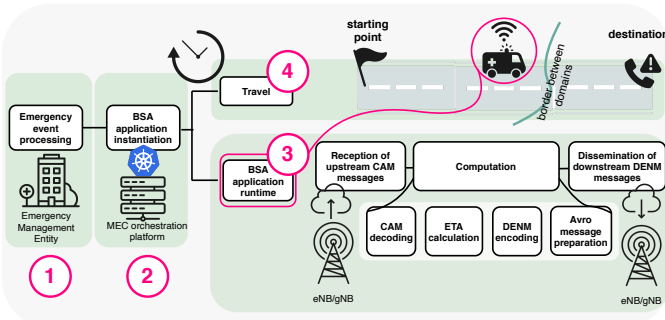 starting
point
destination
border between
domains
4
Travel
Emergency
event
processing
BSA
application
instantiation
3
BSA
application
runtime
Reception of
upstream CAM
messages
Computation
Dissemination of
downstream DENM
messages
CAM
decoding
ETA
calculation
DENM
encoding
Avro
message
preparation
Emergency
Management
Entity
MEC orchestration
platform
1
2
eNB/gNB
eNB/gNB